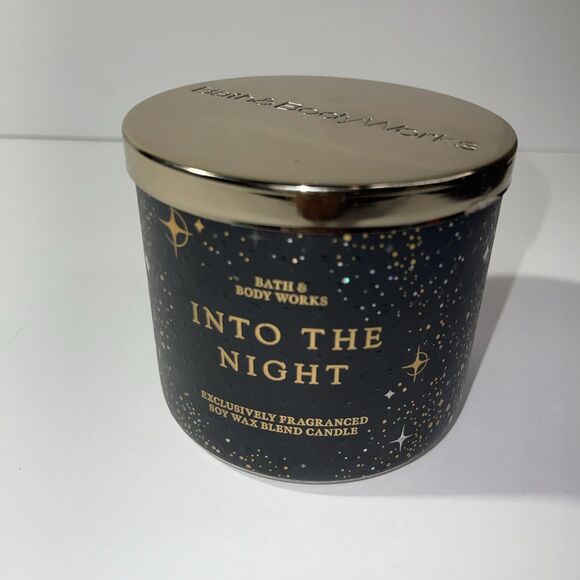 Bath&BodyWorks
BATH &
BODY WORKS
INTO THE
NIGHT
EXCLUSIVELY FRAGRANCED
SOY WAX BLEND CANDLE